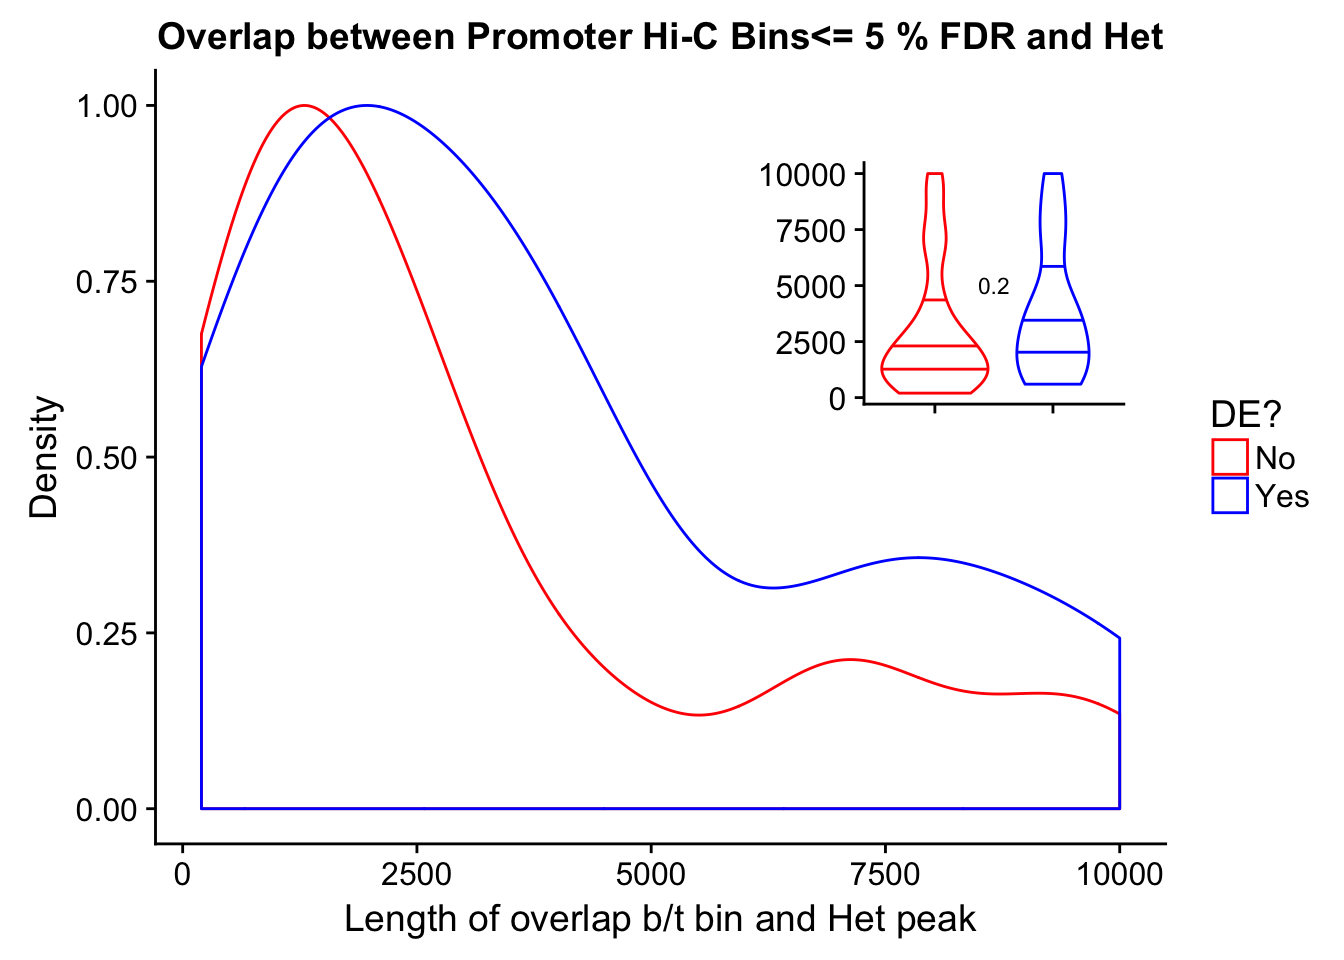 Overlap between Promoter Hi-C Bins<= 5 % FDR and Het
1.00
0.75
0.50
0.25
0.00
Density
0
2500
5000
7500
10000
Length of overlap b/t bin and Het peak
10000
7500
5000
2500
0
0.2
DE?
No
Yes